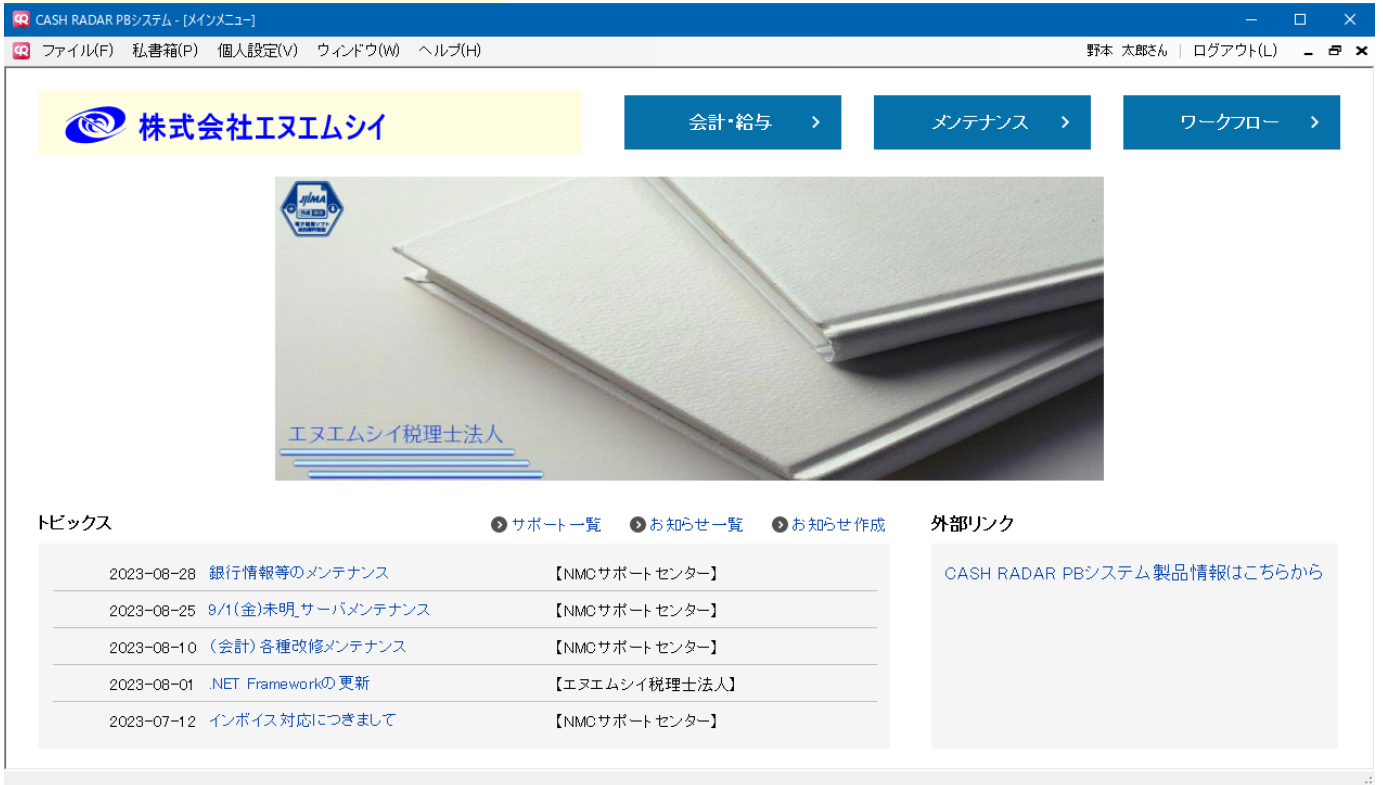 CASH RADAR PBシステム - [メインメニュー]
ファイル(F) 私書箱(P) 個人設定(V) ウィンドウ(W) ヘルプ(H) 野本 太郎さん | ログアウト(L)
株式会社エヌエムシイ 会計・給与 メンテナンス ワークフロー
JIIMA
エヌエムシイ税理士法人
トピックス サポート一覧 お知らせ一覧 お知らせ作成 外部リンク
2023-08-28 銀行情報等のメンテナンス 【NMCサポートセンター】 CASH RADAR PBシステム製品情報はこちらから
2023-08-25 9/1(金)未明_サーバメンテナンス 【NMCサポートセンター】
2023-08-10 (会計)各種改修メンテナンス 【NMCサポートセンター】
2023-08-01 .NET Frameworkの更新 【エヌエムシイ税理士法人】
2023-07-12 インボイス対応につきまして 【NMCサポートセンター】